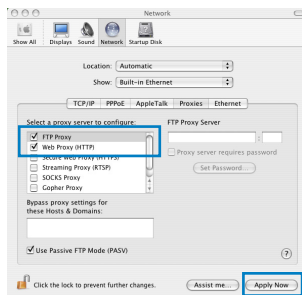 Network
Show All Displays Sound Network Startup Disk
Location: Automatic
Show: Built-in Ethernet
TCP/IP PPPoE AppleTalk Proxies Ethernet
Select a proxy server to configure:
FTP Proxy Server
FTP Proxy
Web Proxy (HTTP)
:
Secure Web Proxy (HTTPS)
Proxy server requires password
Streaming Proxy (RTSP)
Set Password...
SOCKS Proxy
Gopher Proxy
Bypass proxy settings for
these Hosts & Domains:
Use Passive FTP Mode (PASV)
?
Click the lock to prevent further changes.
Assist me...
Apply Now